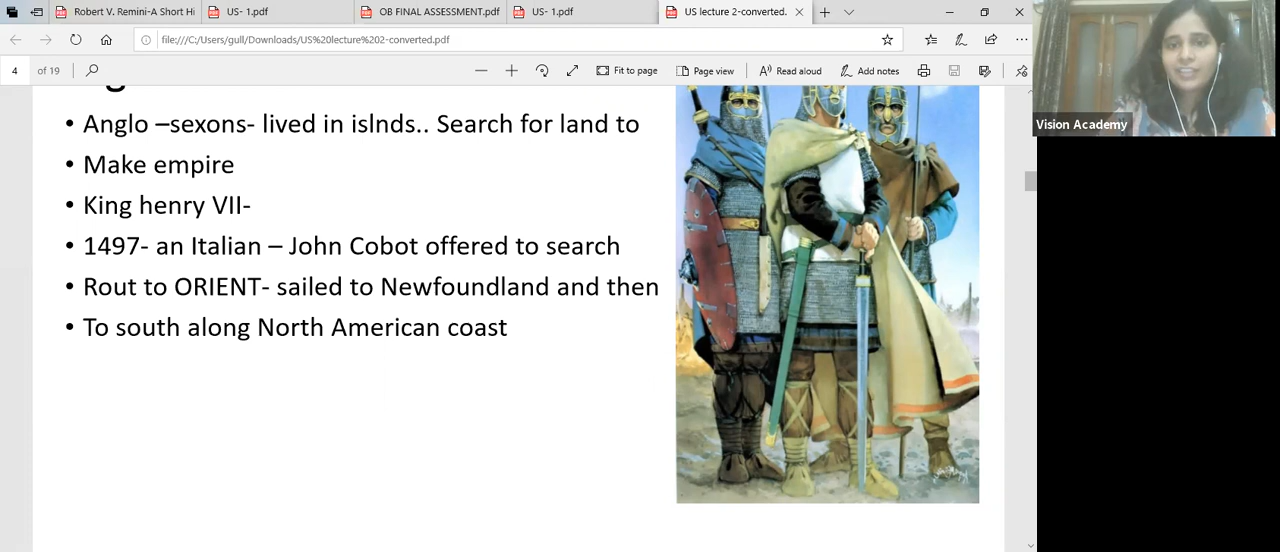 Robert V. Remini-A Short Hi
US- 1.pdf
OB FINAL ASSESSMENT.pdf
US- 1.pdf
US lecture 2-converted.
file:///C:/Users/gull/Downloads/US%20lecture%202-converted.pdf
4 of 19
Fit to page
Page view
Read aloud
Add notes
• Anglo –sexons- lived in islnds.. Search for land to
• Make empire
• King henry VII-
• 1497- an Italian – John Cobot offered to search
• Rout to ORIENT- sailed to Newfoundland and then
• To south along North American coast
Vision Academy